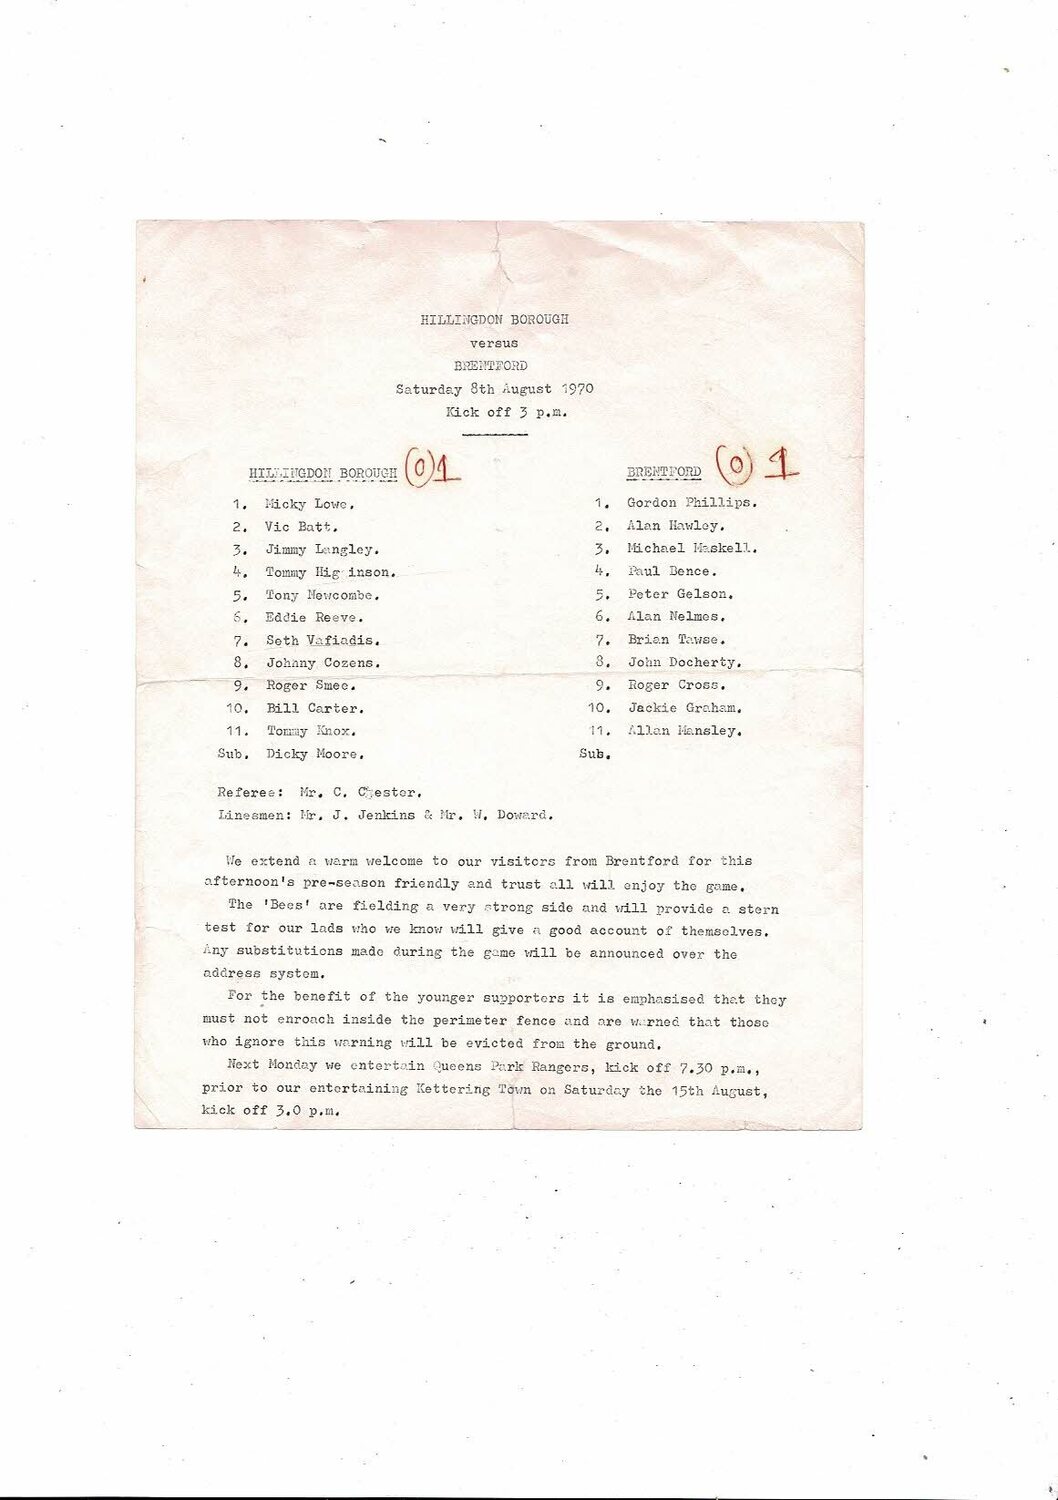 HILLINGDON BOROUGH
versus
BRENTFORD
Saturday 8th August 1970
Kick off 3 p.m.
HILLINGDON BOROUGH (0) 1
BRENTFORD (0) 1
1. Micky Lowe.
2. Vic Batt.
3. Jimmy Langley.
4. Tommy Hig inson.
5. Tony Newcombe.
6. Eddie Reeve.
7. Seth Vafiadis.
8. Johnny Cozens.
9. Roger Smee.
10. Bill Carter.
11. Tommy Knox.
Sub. Dicky Moore.
1. Gordon Phillips.
2. Alan Hawley.
3. Michael Maskell.
4. Paul Bence.
5. Peter Gelson.
6. Alan Nelmes.
7. Brian Tawse.
8. John Docherty.
9. Roger Cross.
10. Jackie Graham.
11. Allan Mansley.
Sub.
Referee: Mr. C. Chester.
Linesmen: Mr. J. Jenkins & Mr. W. Doward.
We extend a warm welcome to our visitors from Brentford for this
afternoon's pre-season friendly and trust all will enjoy the game.
The 'Bees' are fielding a very strong side and will provide a stern
test for our lads who we know will give a good account of themselves.
Any substitutions made during the game will be announced over the
address system.
For the benefit of the younger supporters it is emphasised that they
must not enroach inside the perimeter fence and are warned that those
who ignore this warning will be evicted from the ground.
Next Monday we entertain Queens Park Rangers, kick off 7.30 p.m.,
prior to our entertaining Kettering Town on Saturday the 15th August,
kick off 3.0 p.m.